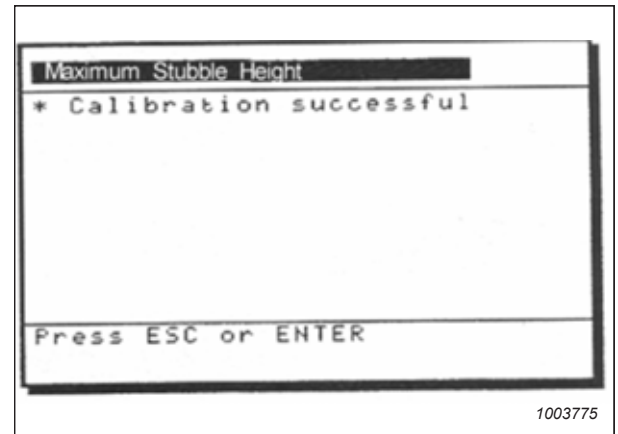 Maximum Stubble Height
* Calibration successful
Press ESC or ENTER
1003775